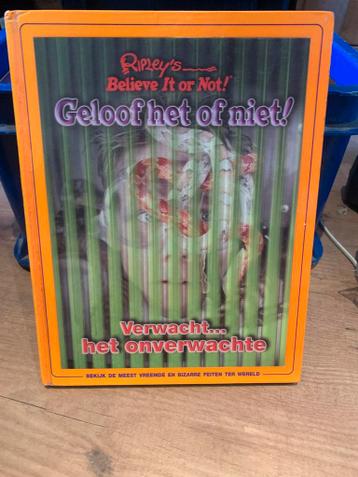 Ripley's
Believe It or Not!
Geloof het of niet!
Verwacht...
het onverwachte
BEKIJK DE MEEST VREEMDE EN BIZARRE FEITEN TER WERELD